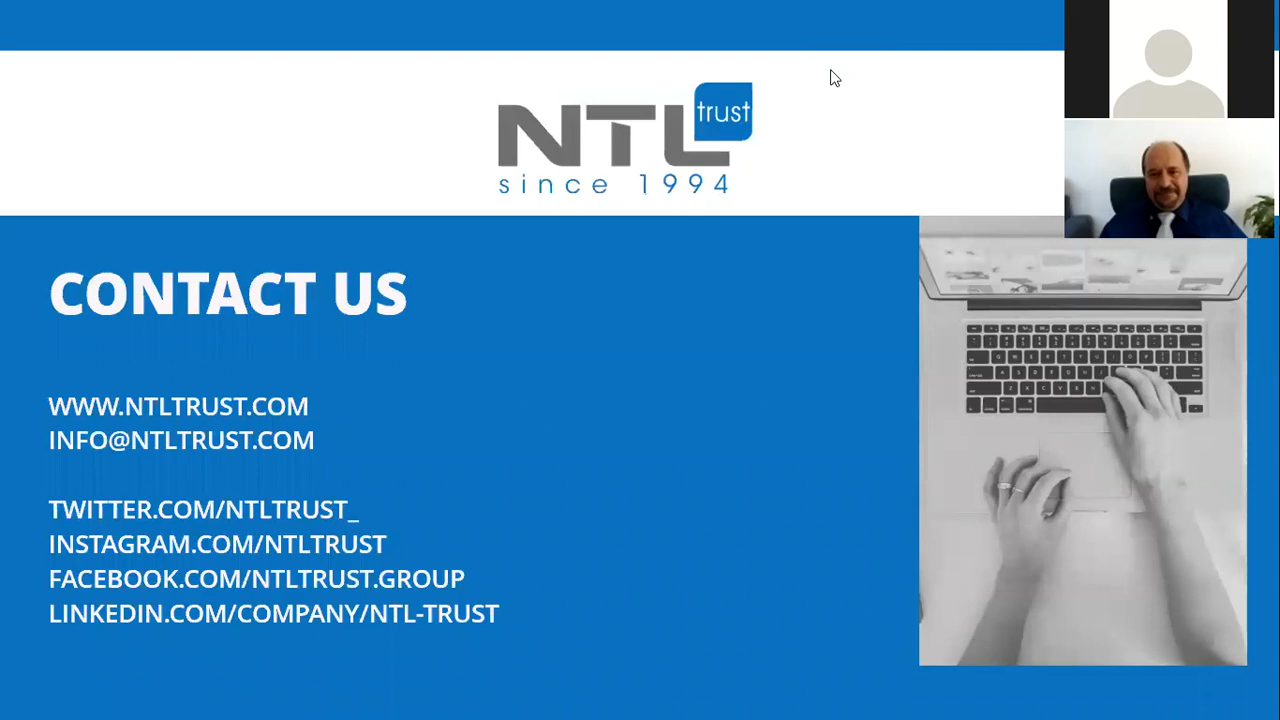 NTL trust
since 1994
CONTACT US
WWW.NTLTRUST.COM
INFO@NTLTRUST.COM
TWITTER.COM/NTLTRUST_
INSTAGRAM.COM/NTLTRUST
FACEBOOK.COM/NTLTRUST.GROUP
LINKEDIN.COM/COMPANY/NTL-TRUST